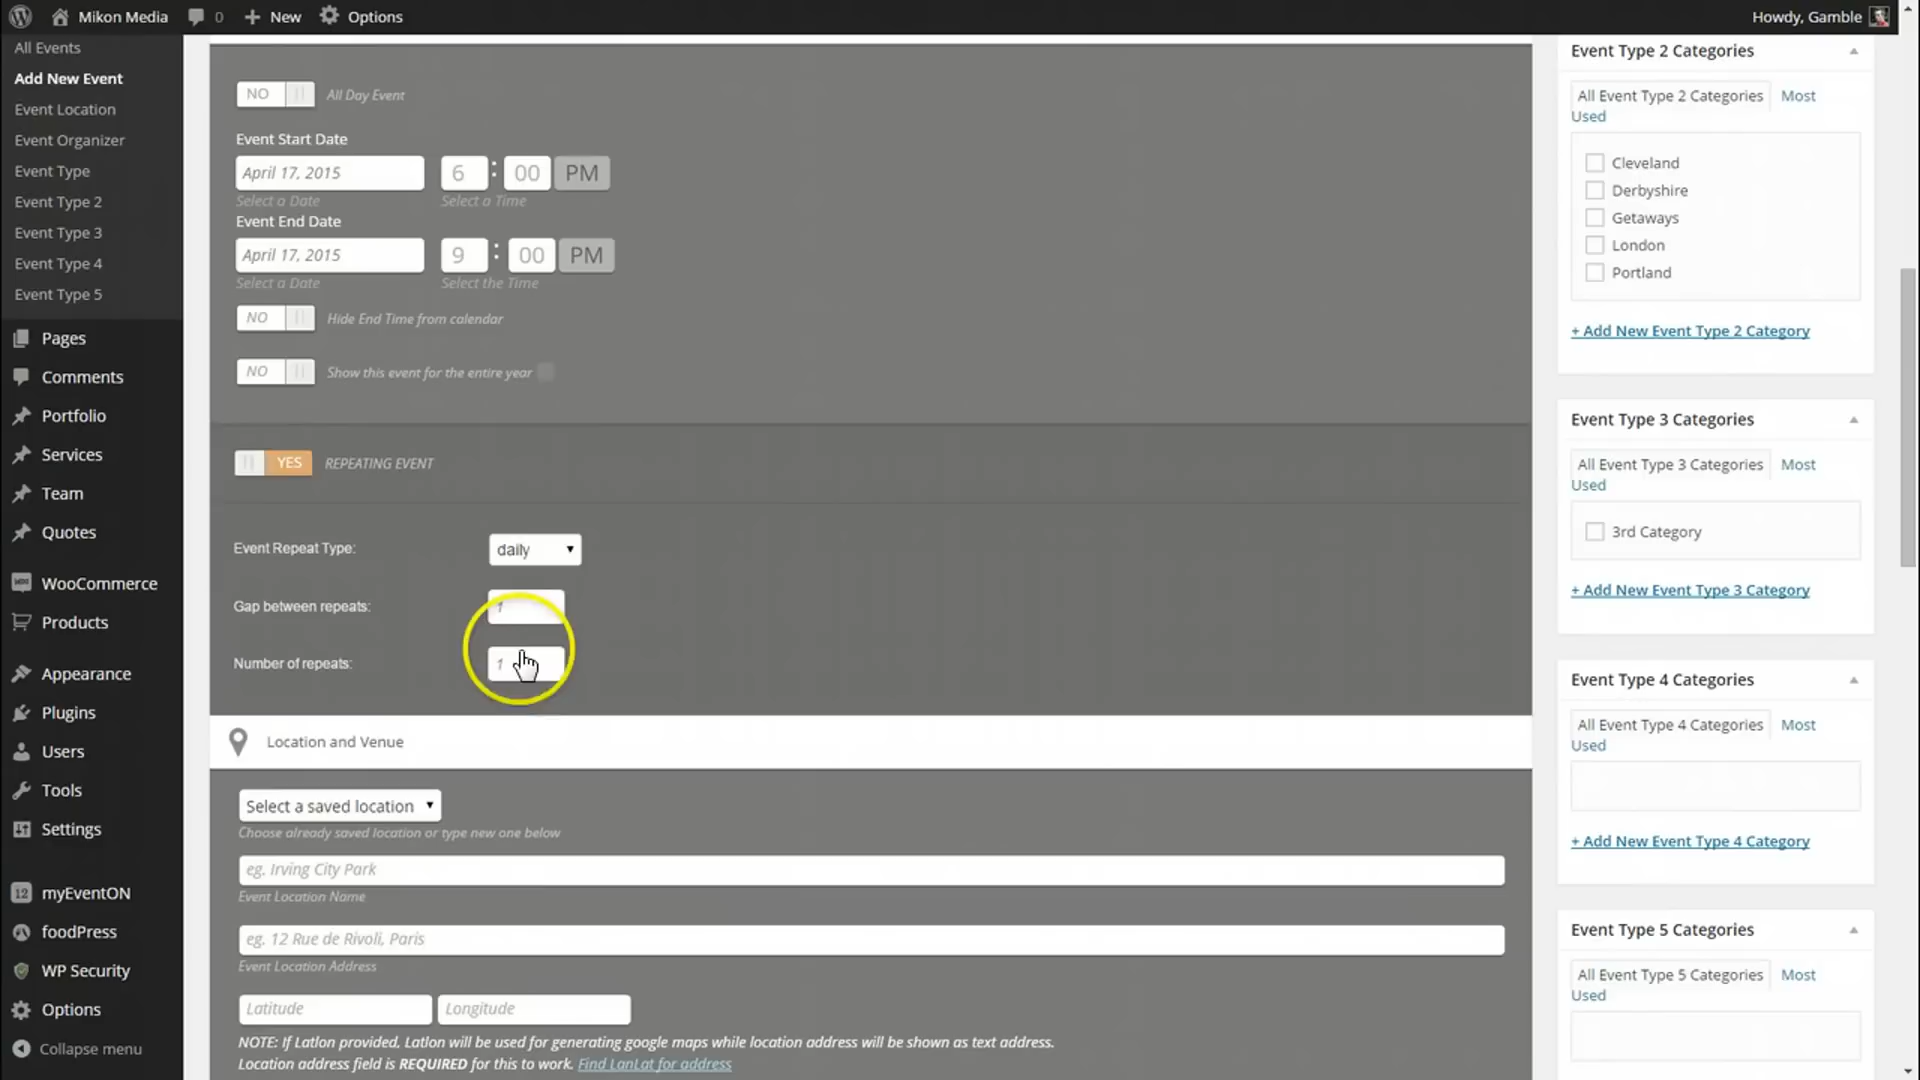 Mikon Media 0 New Options Howdy, Gamble
All Events
Add New Event
Event Location
Event Organizer
Event Type
Event Type 2
Event Type 3
Event Type 4
Event Type 5
Pages
Comments
Portfolio
Services
Team
Quotes
WooCommerce
Products
Appearance
Plugins
Users
Tools
Settings
12 myEventON
foodPress
WP Security
Options
Collapse menu
NO All Day Event
Event Start Date
April 17, 2015 6 : 00 PM
Select a Date Select a Time
Event End Date
April 17, 2015 9 : 00 PM
Select a Date Select the Time
NO Hide End Time from calendar
NO Show this event for the entire year
YES REPEATING EVENT
Event Repeat Type: daily
Gap between repeats: 1
Number of repeats: 1
Location and Venue
Select a saved location
Choose already saved location or type new one below
eg. Irving City Park
Event Location Name
eg. 12 Rue de Rivoli, Paris
Event Location Address
Latitude Longitude
NOTE: If Latlon provided, Latlon will be used for generating google maps while location address will be shown as text address.
Location address field is REQUIRED for this to work. Find LanLat for address
Event Type 2 Categories
All Event Type 2 Categories Most
Used
Cleveland
Derbyshire
Getaways
London
Portland
+ Add New Event Type 2 Category
Event Type 3 Categories
All Event Type 3 Categories Most
Used
3rd Category
+ Add New Event Type 3 Category
Event Type 4 Categories
All Event Type 4 Categories Most
Used
+ Add New Event Type 4 Category
Event Type 5 Categories
All Event Type 5 Categories Most
Used